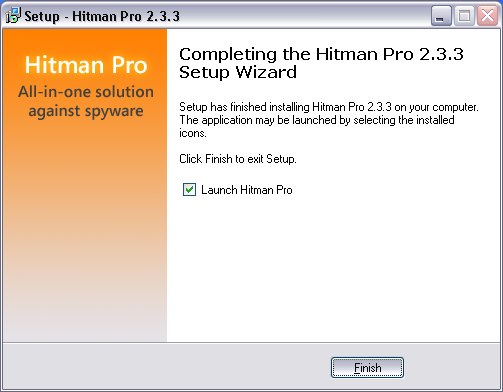 Setup - Hitman Pro 2.3.3
Hitman Pro
All-in-one solution
against spyware
Completing the Hitman Pro 2.3.3
Setup Wizard
Setup has finished installing Hitman Pro 2.3.3 on your computer.
The application may be launched by selecting the installed
icons.
Click Finish to exit Setup.
Launch Hitman Pro
Finish